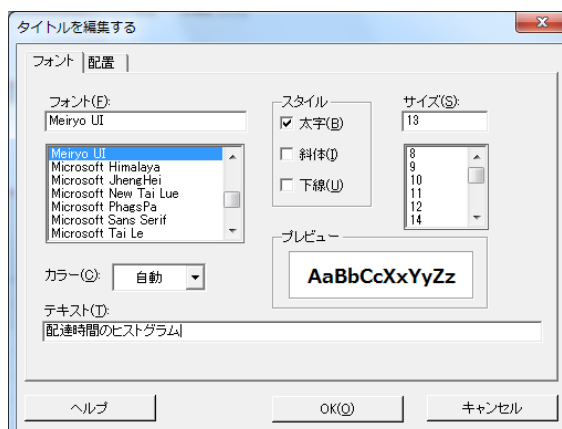 タイトルを編集する
フォント 配置
フォント(F):
Meiryo UI
Meiryo UI
Microsoft Himalaya
Microsoft JhengHei
Microsoft New Tai Lue
Microsoft PhagsPa
Microsoft Sans Serif
Microsoft Tai Le
スタイル
太字(B)
斜体(I)
下線(U)
サイズ(S):
13
8
9
10
11
12
14
カラー(C): 自動
プレビュー
AaBbCcXxYyZz
テキスト(T):
配達時間のヒストグラム
ヘルプ OK(O) キャンセル